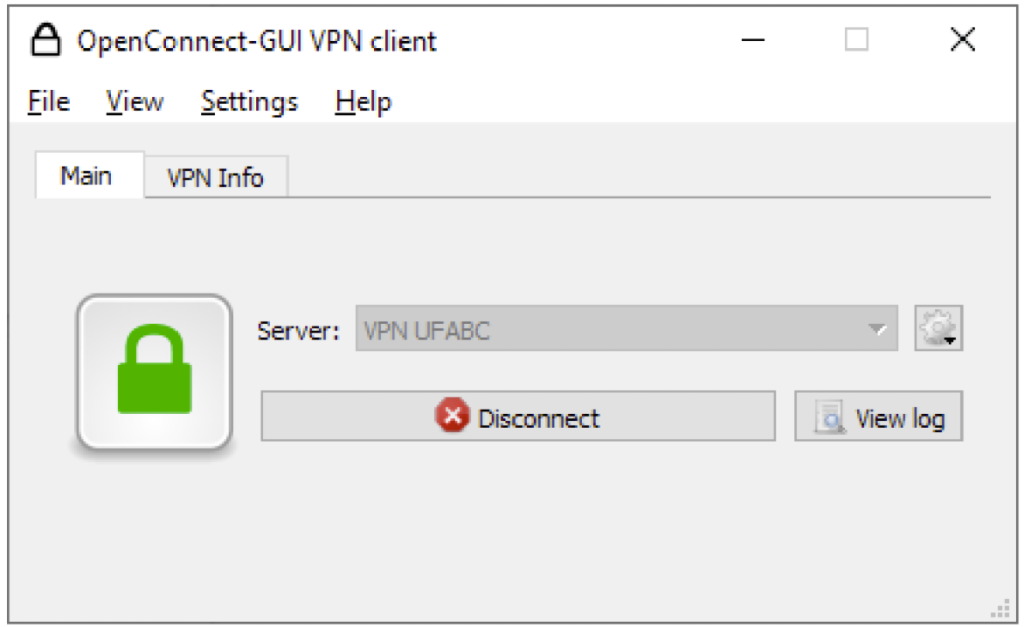 OpenConnect-GUI VPN client
File View Settings Help
Main VPN Info
Server: VPN UFABC
Disconnect View log